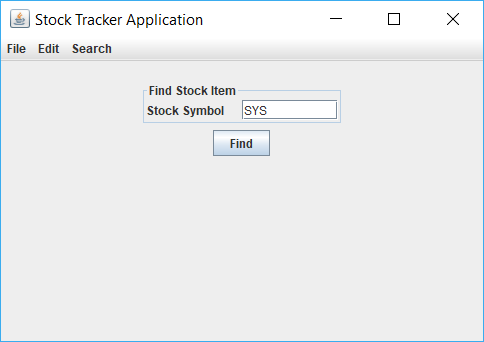 Stock Tracker Application
File Edit Search
Find Stock Item
Stock Symbol SYS
Find